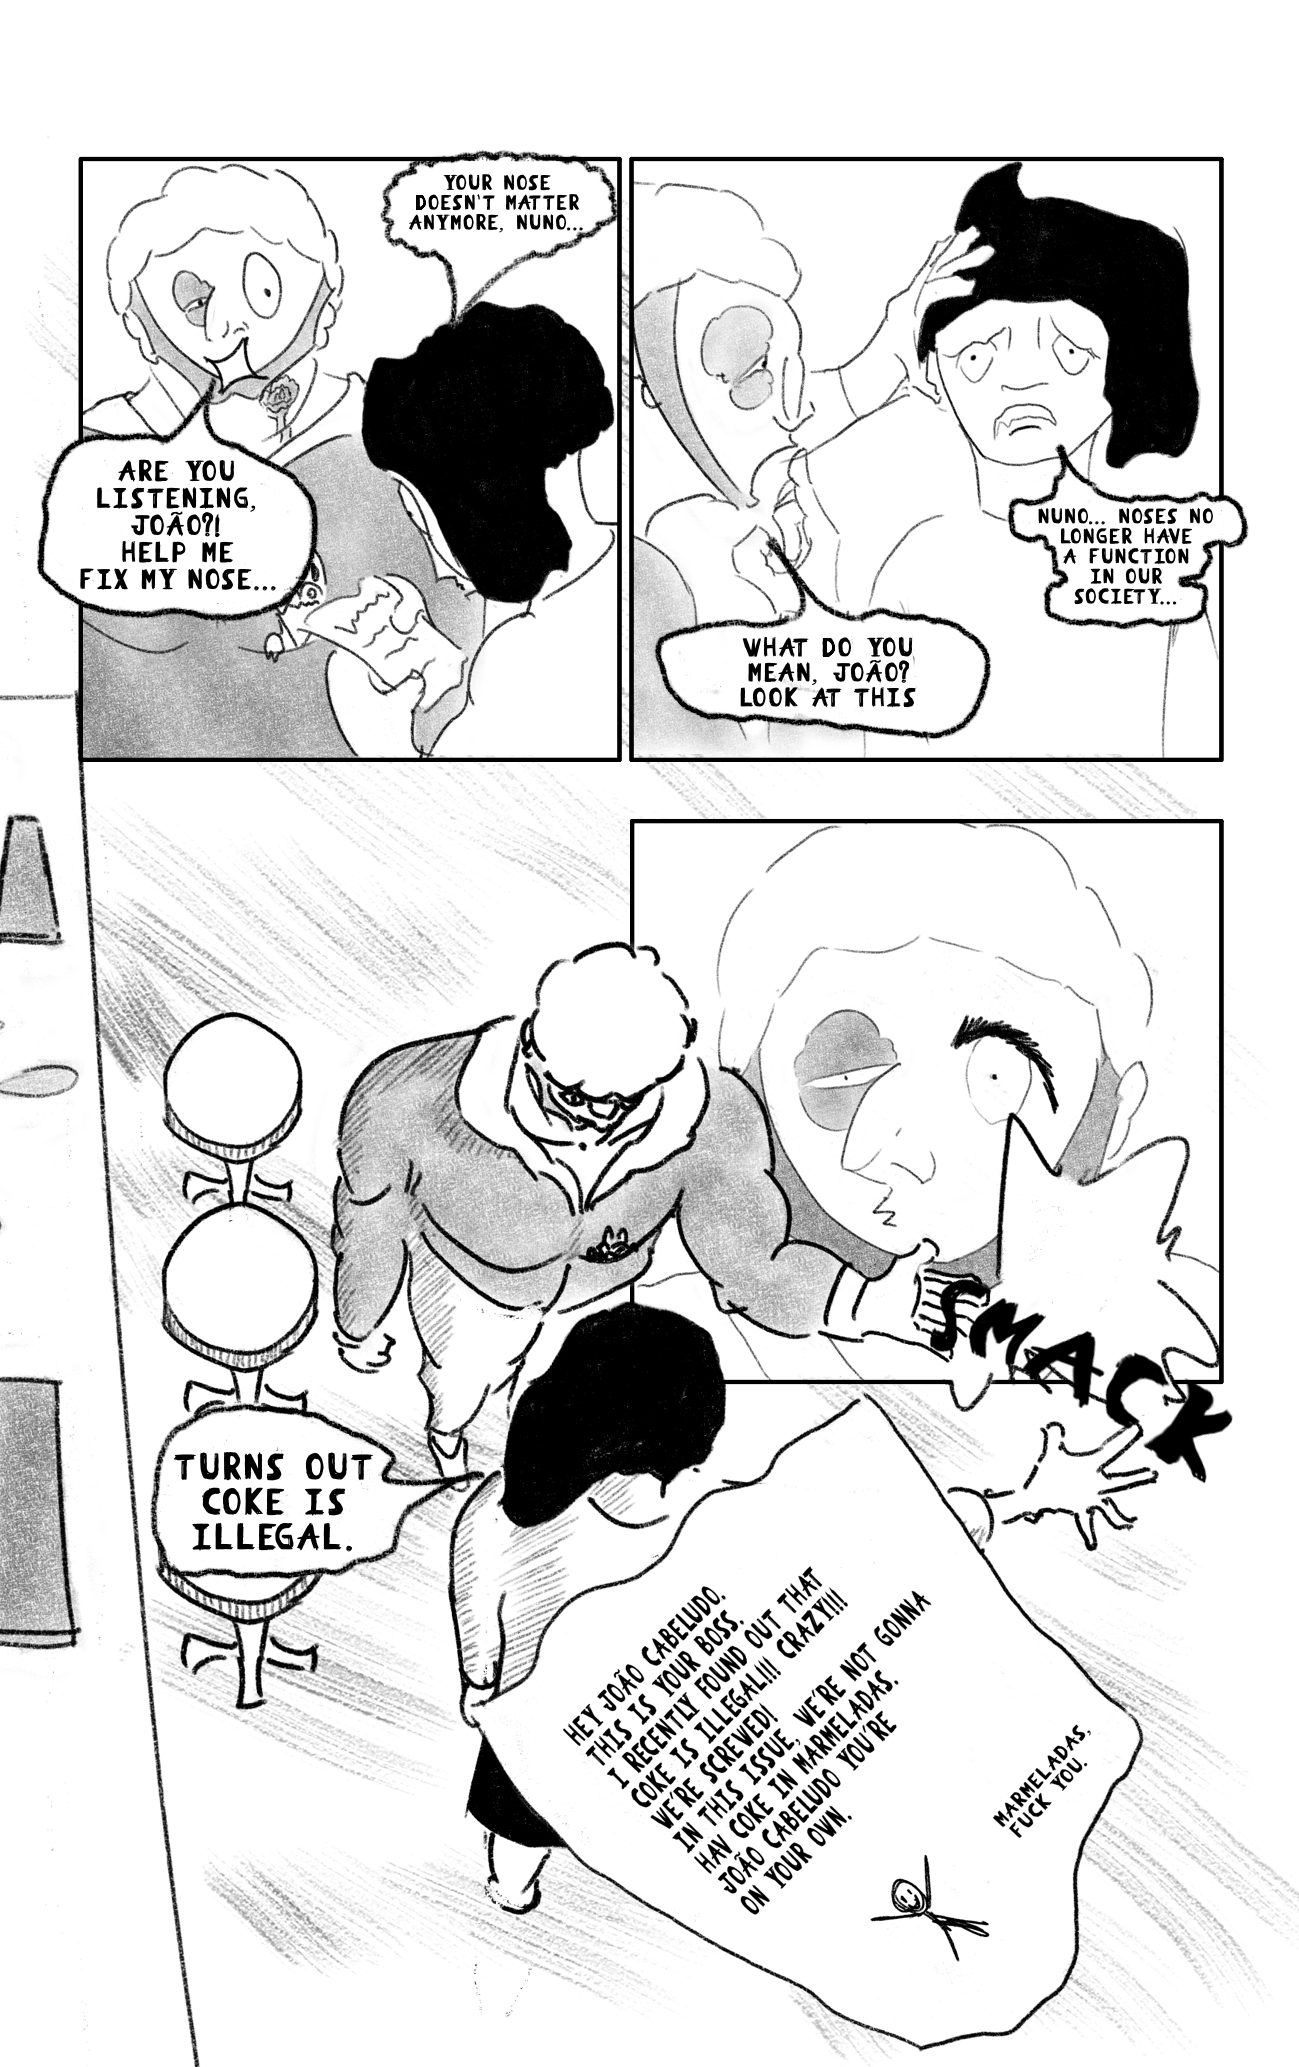 YOUR NOSE
DOESN'T MATTER
ANYMORE, NUNO...
ARE YOU
LISTENING,
JOÃO?!
HELP ME
FIX MY NOSE...
NUNO... NOSES NO
LONGER HAVE
A FUNCTION
IN OUR
SOCIETY...
WHAT DO YOU
MEAN, JOÃO?
LOOK AT THIS
SMACK
TURNS OUT
COKE IS
ILLEGAL.
HEY JOÃO CABELUDO.
THIS IS YOUR BOSS.
I RECENTLY FOUND OUT THAT
COKE IS ILLEGAL!!! CRAZY!!!
WE'RE SCREVED!
IN THIS ISSUE, WE'RE NOT GONNA
HAV COKE IN MARMELADAS.
JOÃO CABELUDO YOU'RE
ON YOUR OVN.
MARMELADAS,
FUCK YOU.